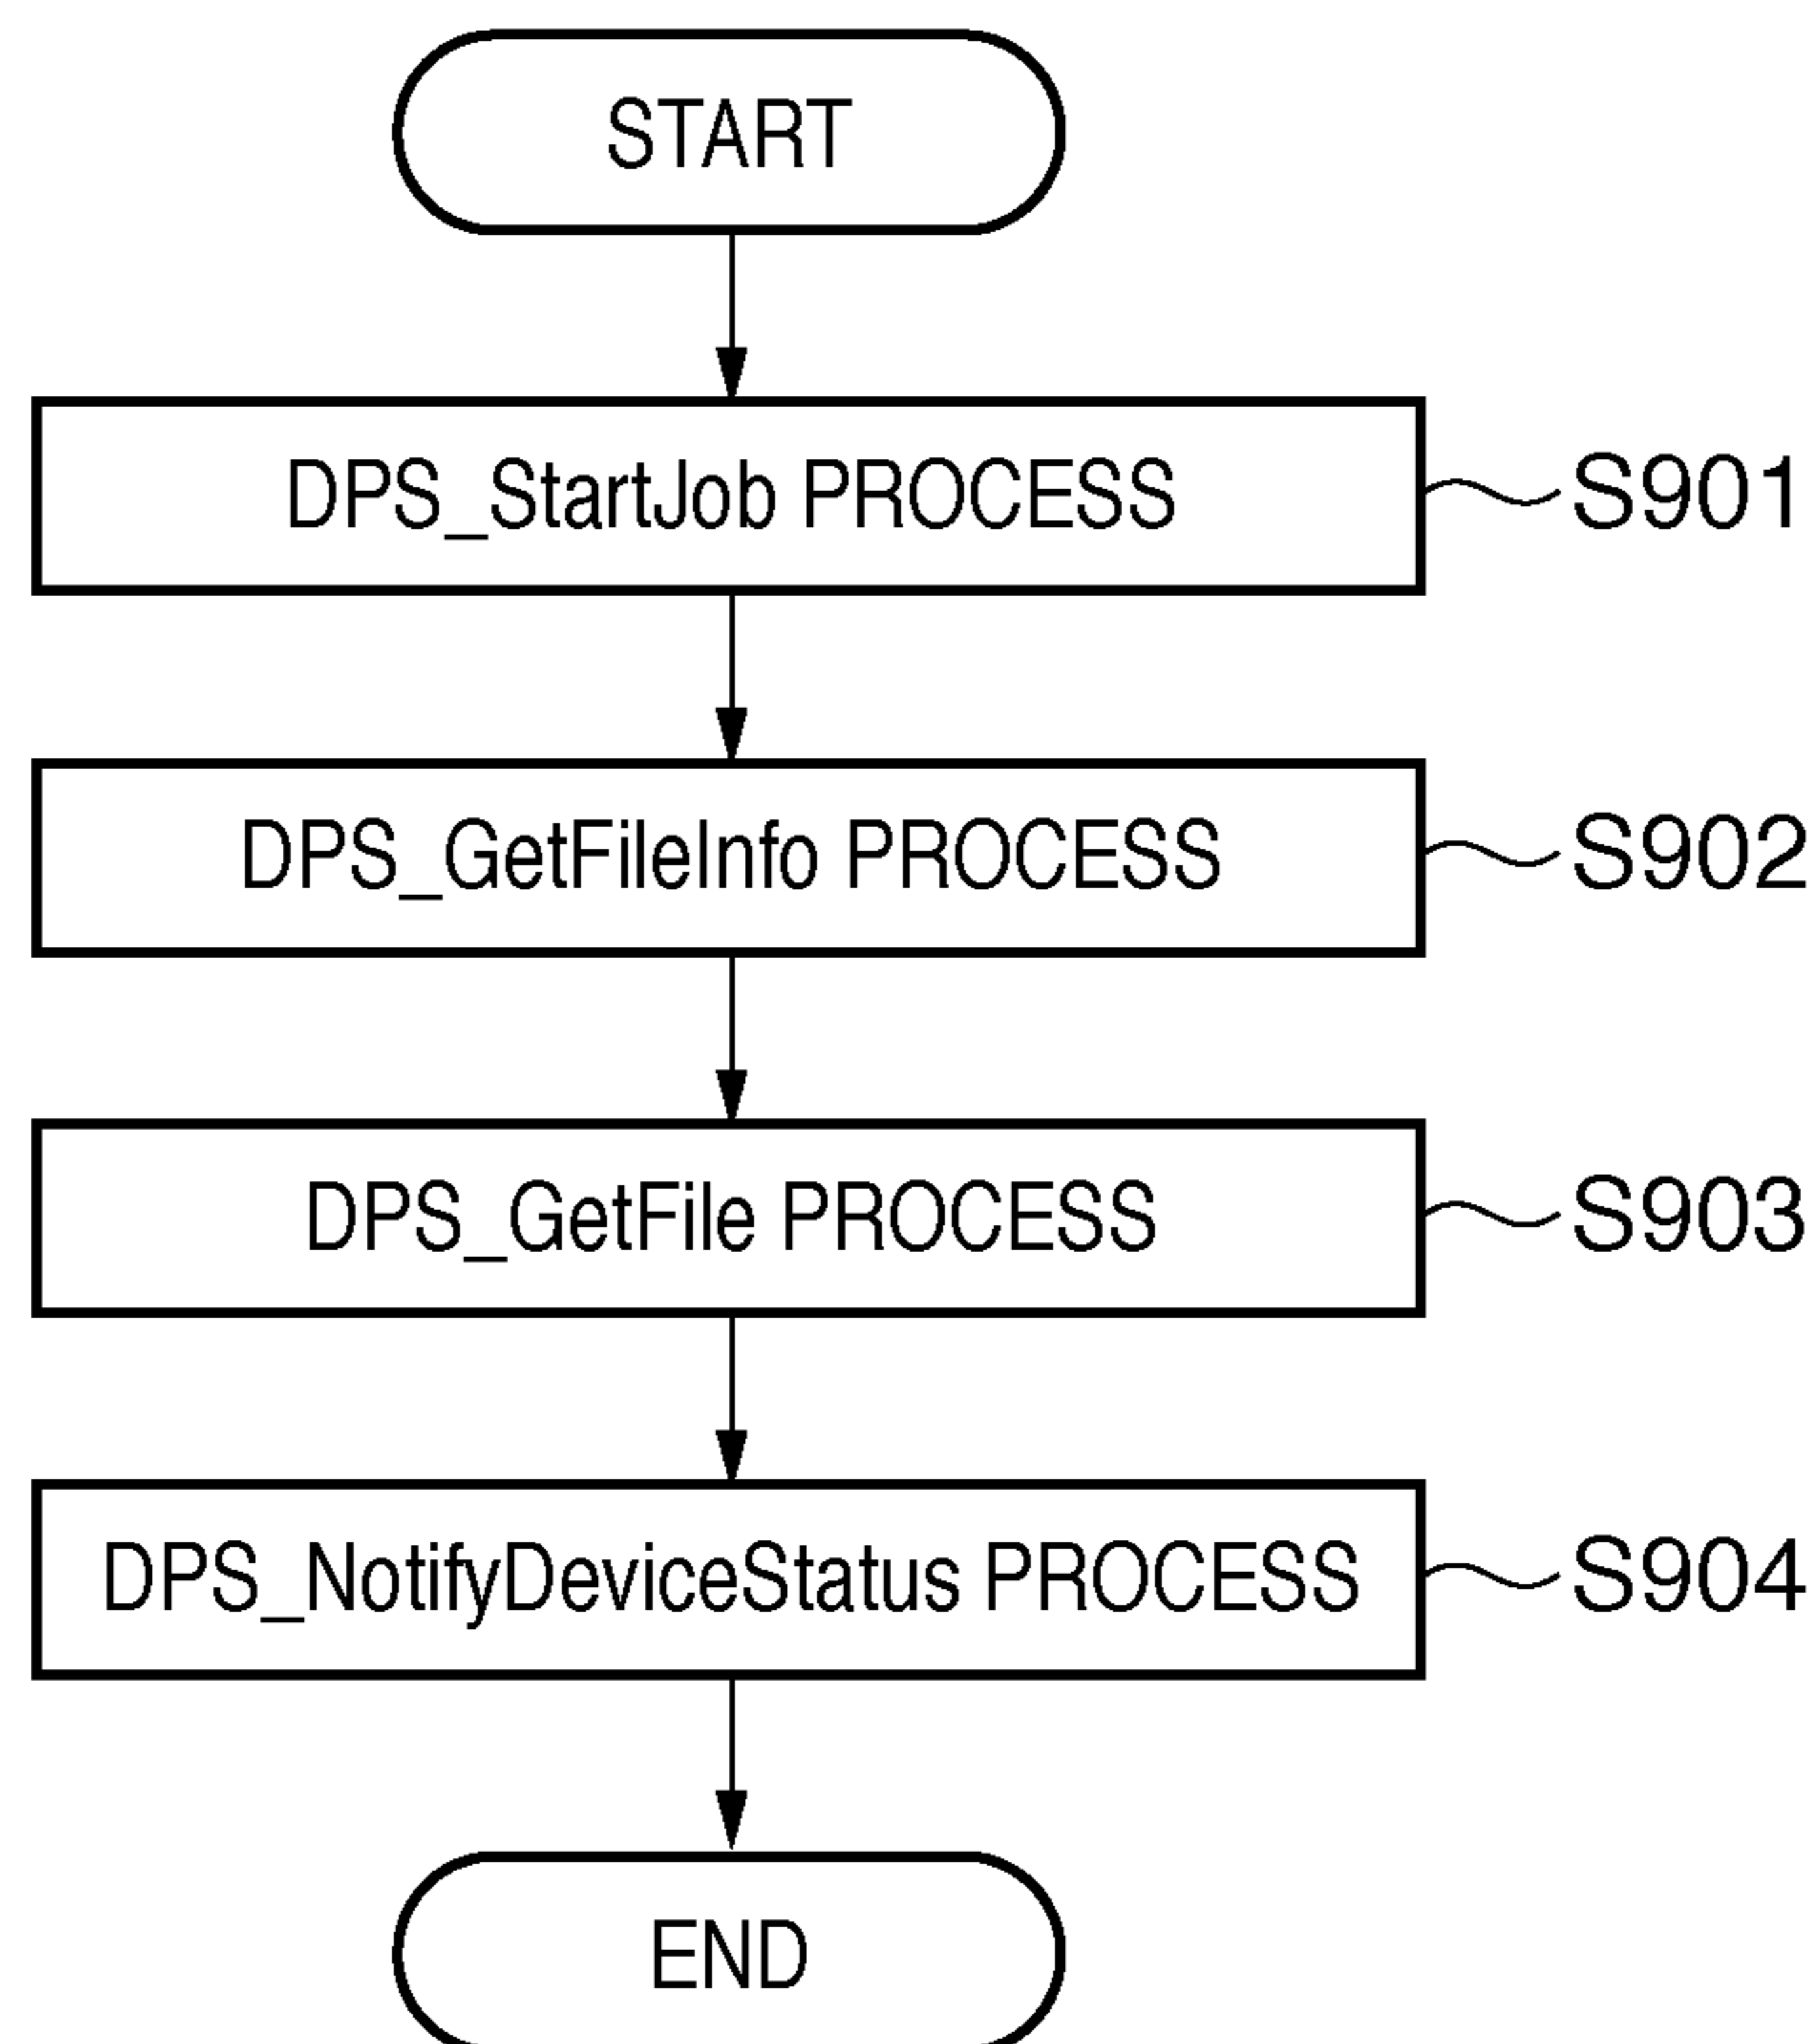 START
DPS_StartJob PROCESS
S901
DPS_GetFileInfo PROCESS
S902
DPS_GetFile PROCESS
S903
DPS_NotifyDeviceStatus PROCESS
S904
END